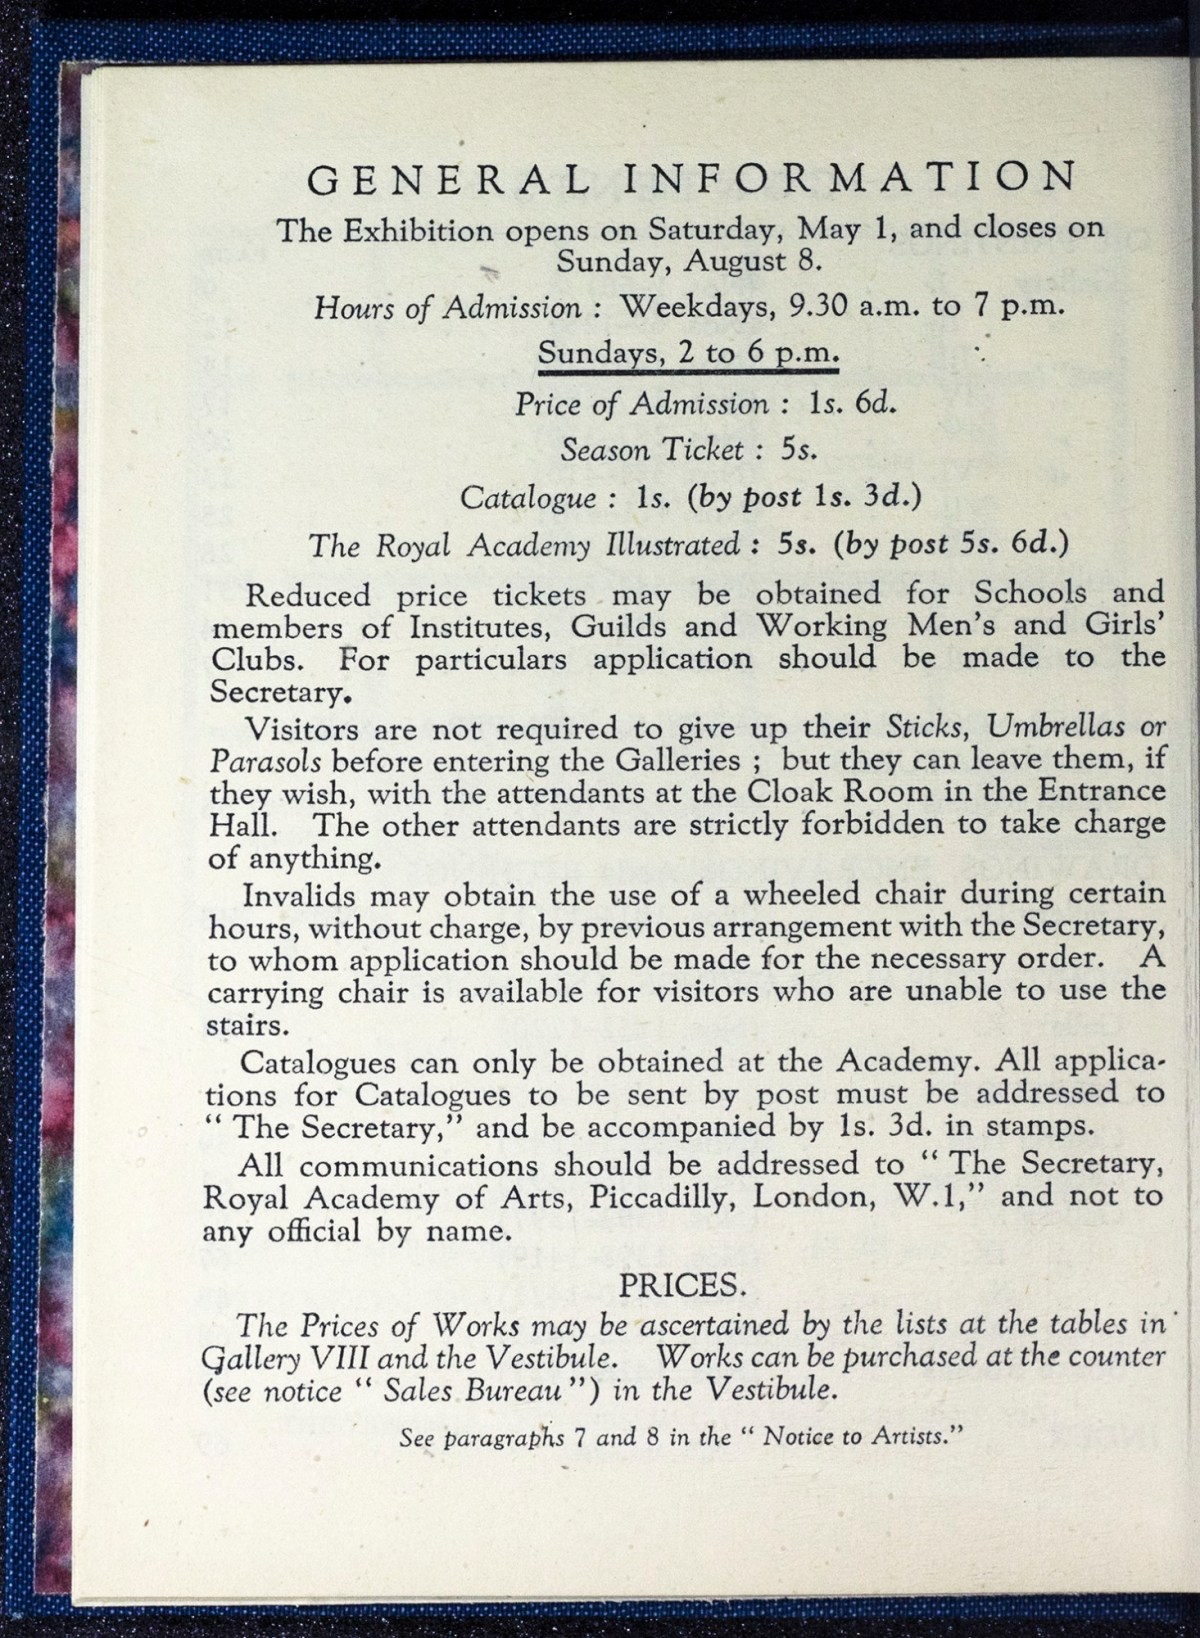 GENERAL INFORMATION
The Exhibition opens on Saturday, May 1, and closes on
Sunday, August 8.
Hours of Admission : Weekdays, 9.30 a.m. to 7 p.m.
Sundays, 2 to 6 p.m.
Price of Admission : 1s. 6d.
Season Ticket : 5s.
Catalogue : 1s. (by post 1s. 3d.)
The Royal Academy Illustrated : 5s. (by post 5s. 6d.)
Reduced price tickets may be obtained for Schools and
members of Institutes, Guilds and Working Men's and Girls'
Clubs. For particulars application should be made to the
Secretary.
Visitors are not required to give up their Sticks, Umbrellas or
Parasols before entering the Galleries ; but they can leave them, if
they wish, with the attendants at the Cloak Room in the Entrance
Hall. The other attendants are strictly forbidden to take charge
of anything.
Invalids may obtain the use of a wheeled chair during certain
hours, without charge, by previous arrangement with the Secretary,
to whom application should be made for the necessary order. A
carrying chair is available for visitors who are unable to use the
stairs.
Catalogues can only be obtained at the Academy. All applica-
tions for Catalogues to be sent by post must be addressed to
“ The Secretary,” and be accompanied by 1s. 3d. in stamps.
All communications should be addressed to “ The Secretary,
Royal Academy of Arts, Piccadilly, London, W.1,” and not to
any official by name.
PRICES.
The Prices of Works may be ascertained by the lists at the tables in
Gallery VIII and the Vestibule. Works can be purchased at the counter
(see notice “ Sales Bureau”) in the Vestibule.
See paragraphs 7 and 8 in the “ Notice to Artists.”